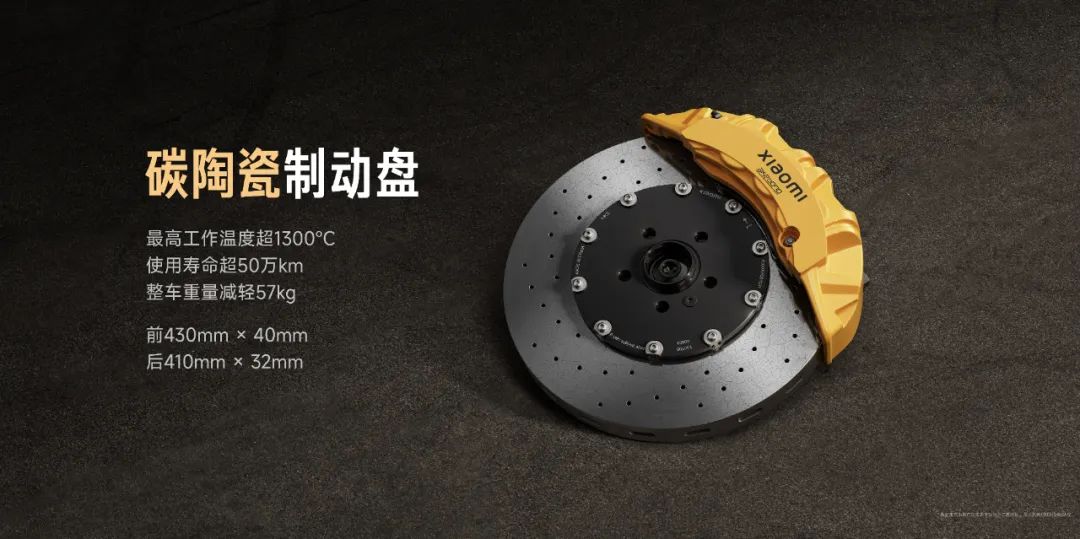 碳陶瓷制动盘
最高工作温度超1300°C
使用寿命超50万km
整车重量减轻57kg
前430mm × 40mm
后410mm × 32mm
xiaomi